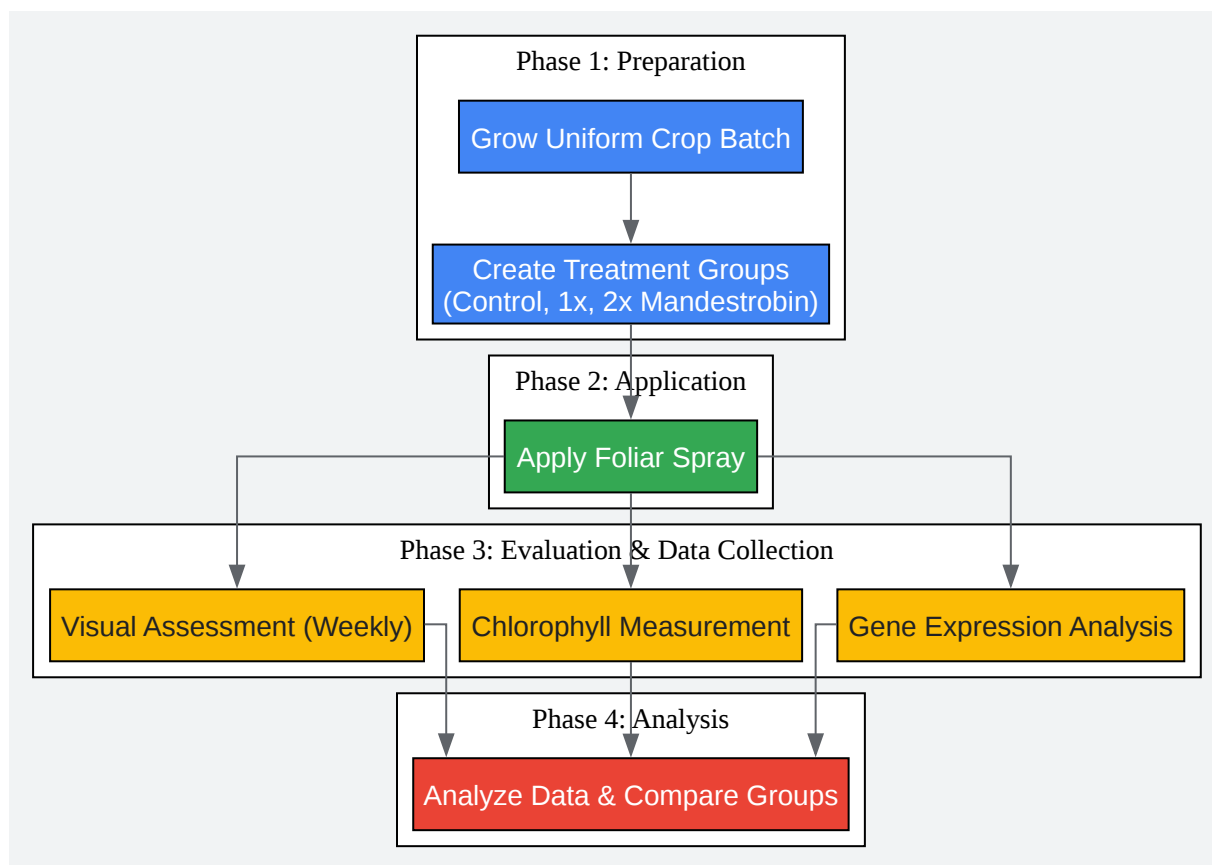 Phase 1: Preparation
Grow Uniform Crop Batch
Create Treatment Groups
(Control, 1x, 2x Mandestrobin)
Phase 2: Application
Apply Foliar Spray
Phase 3: Evaluation & Data Collection
Visual Assessment (Weekly)
Chlorophyll Measurement
Gene Expression Analysis
Phase 4: Analysis
Analyze Data & Compare Groups